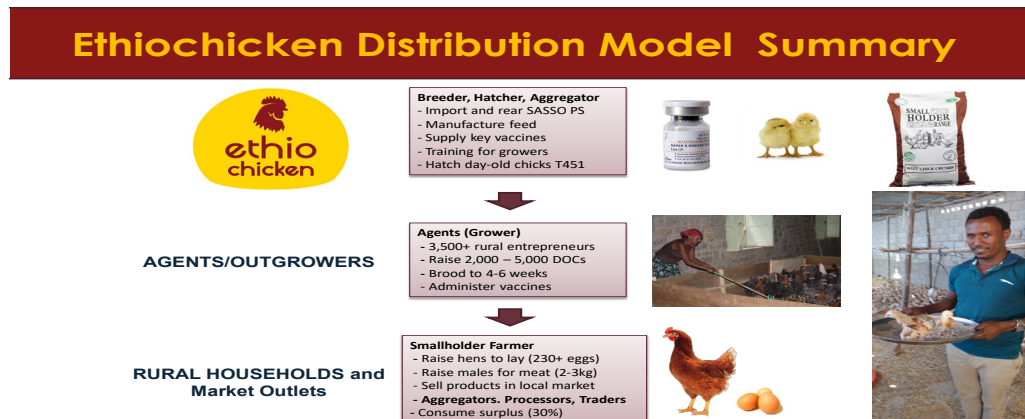 Ethiochicken Distribution Model Summary
ethio
chicken
Breeder, Hatcher, Aggregator
- Import and rear SASSO PS
- Manufacture feed
- Supply key vaccines
- Training for growers
- Hatch day-old chicks T451
SMALL
HOLDER
AGENTS/OUTGROWERS
Agents (Grower)
- 3,500+ rural entrepreneurs
- Raise 2,000 – 5,000 DOCs
- Brood to 4-6 weeks
- Administer vaccines
RURAL HOUSEHOLDS and
Market Outlets
Smallholder Farmer
- Raise hens to lay (230+ eggs)
- Raise males for meat (2-3kg)
- Sell products in local market
- Aggregators. Processors, Traders
- Consume surplus (30%)